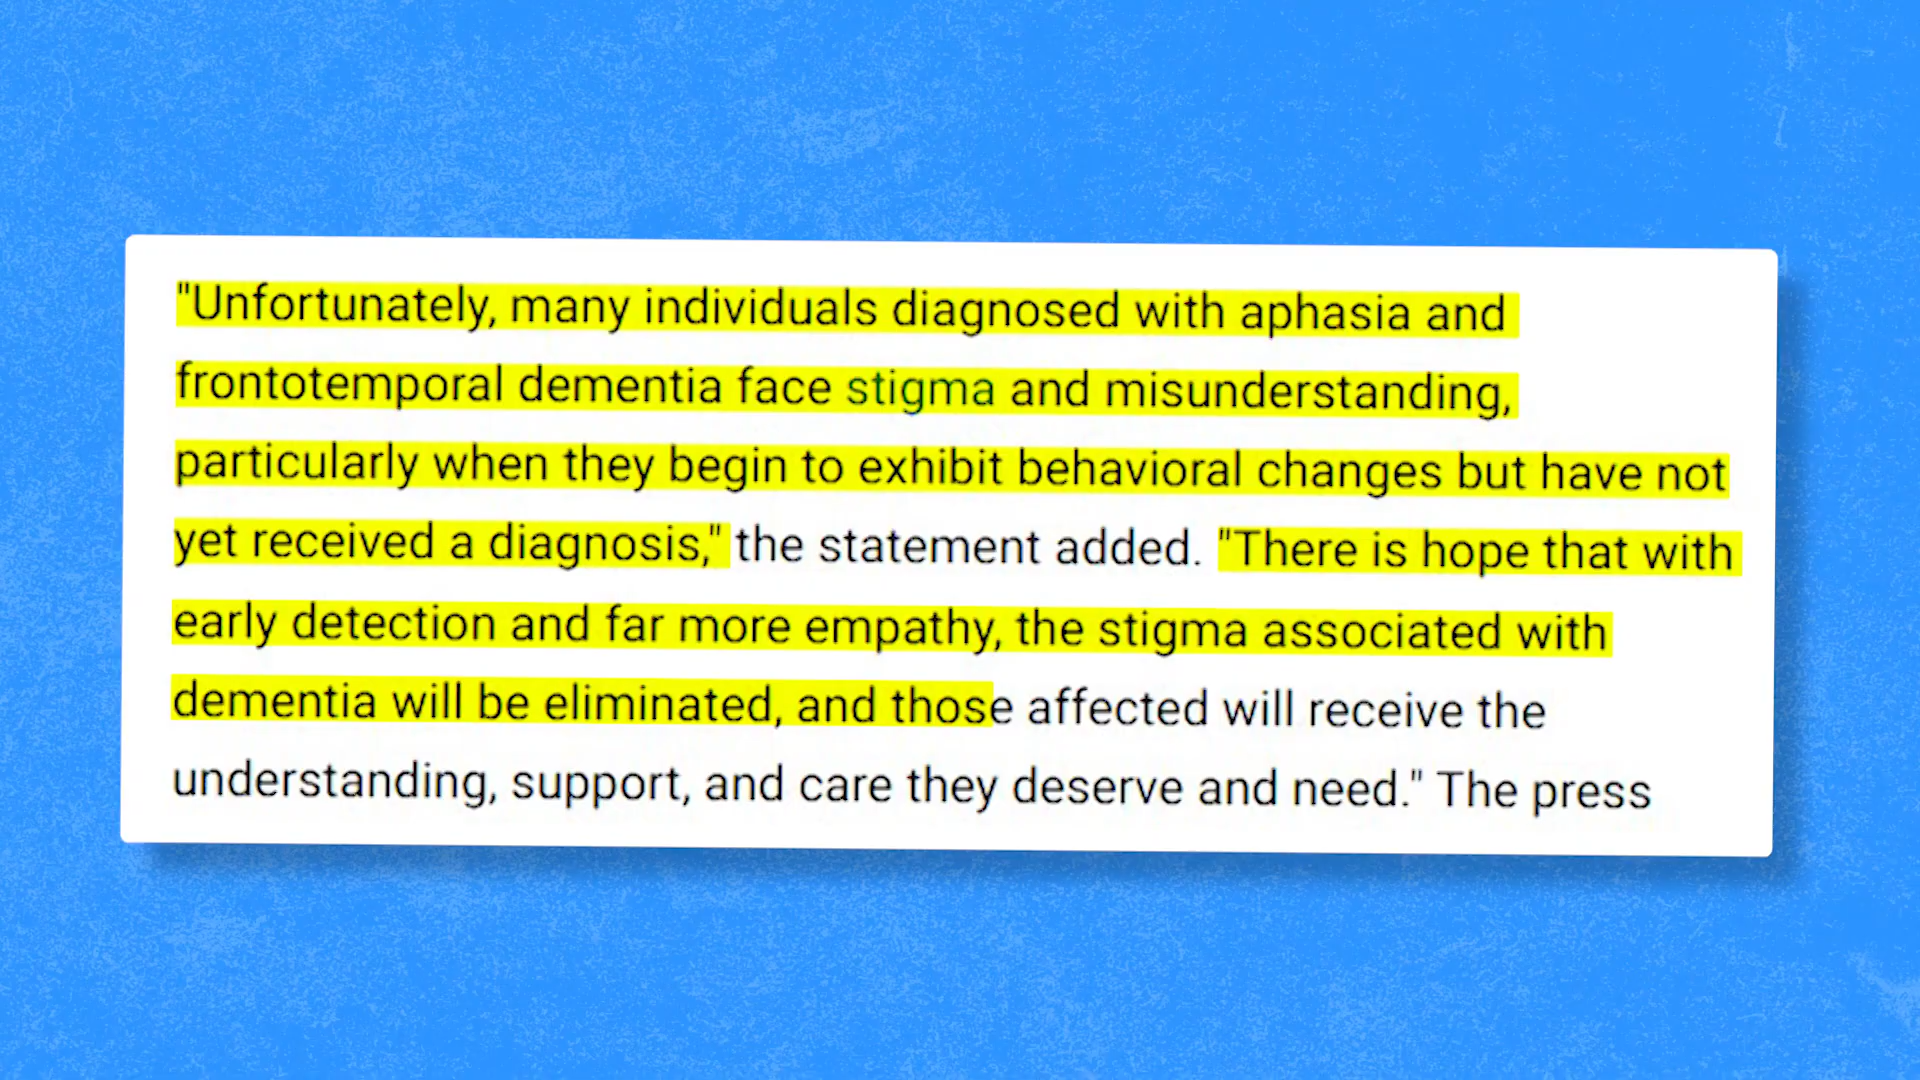 "Unfortunately, many individuals diagnosed with aphasia and
frontotemporal dementia face stigma and misunderstanding,
particularly when they begin to exhibit behavioral changes but have not
yet received a diagnosis," the statement added. "There is hope that with
early detection and far more empathy, the stigma associated with
dementia will be eliminated, and those affected will receive the
understanding, support, and care they deserve and need." The press